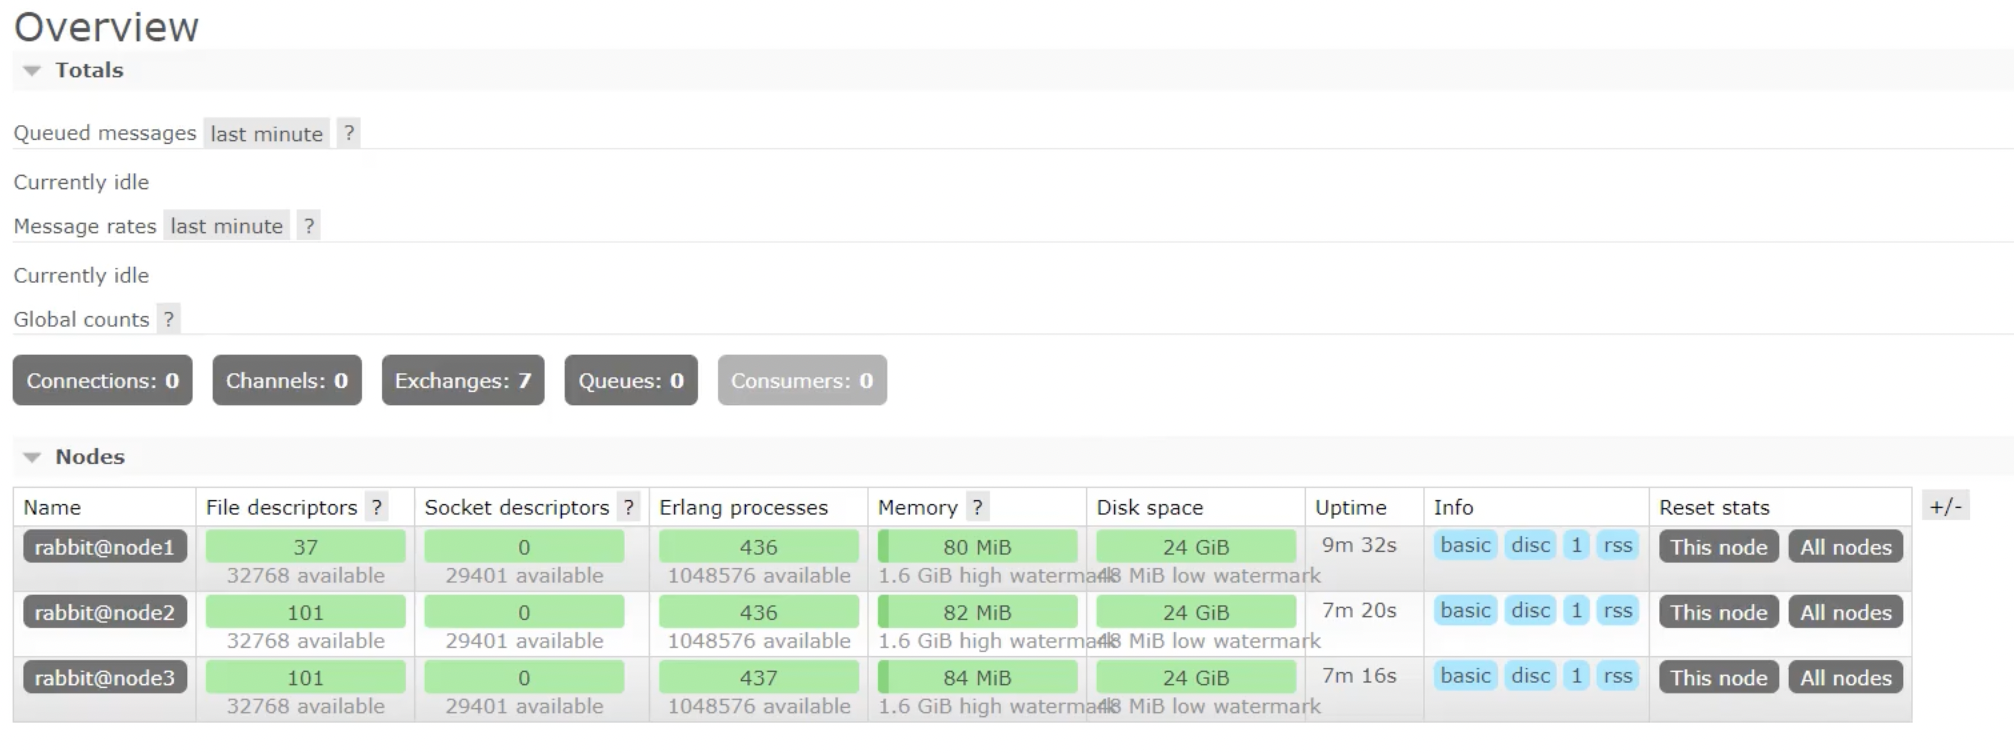 Overview
Totals
Queued messages last minute ?
Currently idle
Message rates last minute ?
Currently idle
Global counts ?
Connections: 0 Channels: 0 Exchanges: 7 Queues: 0 Consumers: 0
Nodes
Name File descriptors ? Socket descriptors ? Erlang processes Memory ? Disk space Uptime Info Reset stats +/-
rabbit@node1 37 0 436 80 MiB 24 GiB 9m 32s basic disc 1 rss This node All nodes
32768 available 29401 available 1048576 available 1.6 GiB high watermark 48 MiB low watermark
rabbit@node2 101 0 436 82 MiB 24 GiB 7m 20s basic disc 1 rss This node All nodes
32768 available 29401 available 1048576 available 1.6 GiB high watermark 48 MiB low watermark
rabbit@node3 101 0 437 84 MiB 24 GiB 7m 16s basic disc 1 rss This node All nodes
32768 available 29401 available 1048576 available 1.6 GiB high watermark 48 MiB low watermark